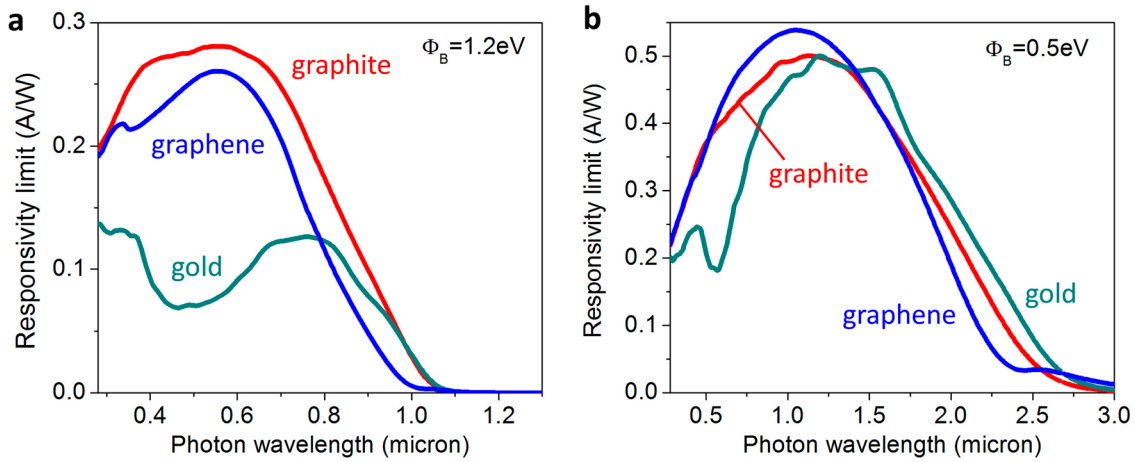 a
Responsivity limit (A/W)
0.3
0.2
0.1
0.0
Φ_B=1.2eV
graphite
graphene
gold
0.4 0.6 0.8 1.0 1.2
Photon wavelength (micron)
b
Responsivity limit (A/W)
0.5
0.4
0.3
0.2
0.1
0.0
Φ_B=0.5eV
graphite
graphene
gold
0.5 1.0 1.5 2.0 2.5 3.0
Photon wavelength (micron)